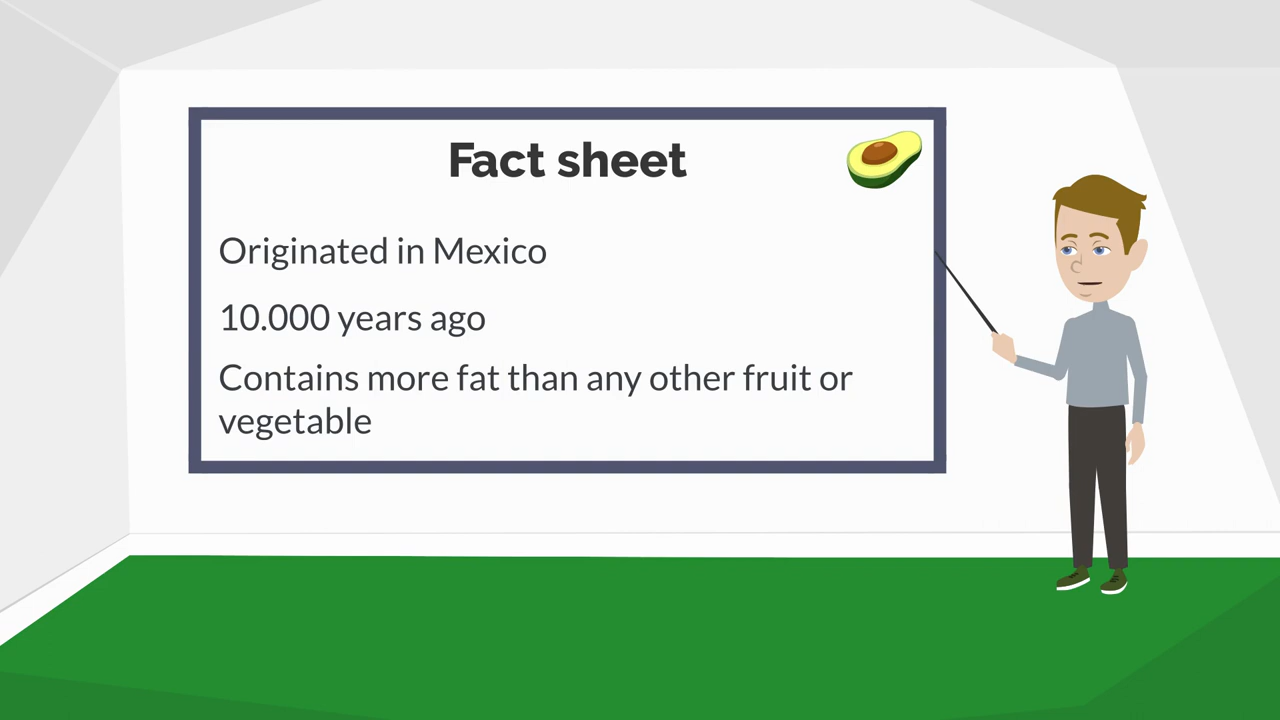 Fact sheet
Originated in Mexico
10.000 years ago
Contains more fat than any other fruit or
vegetable